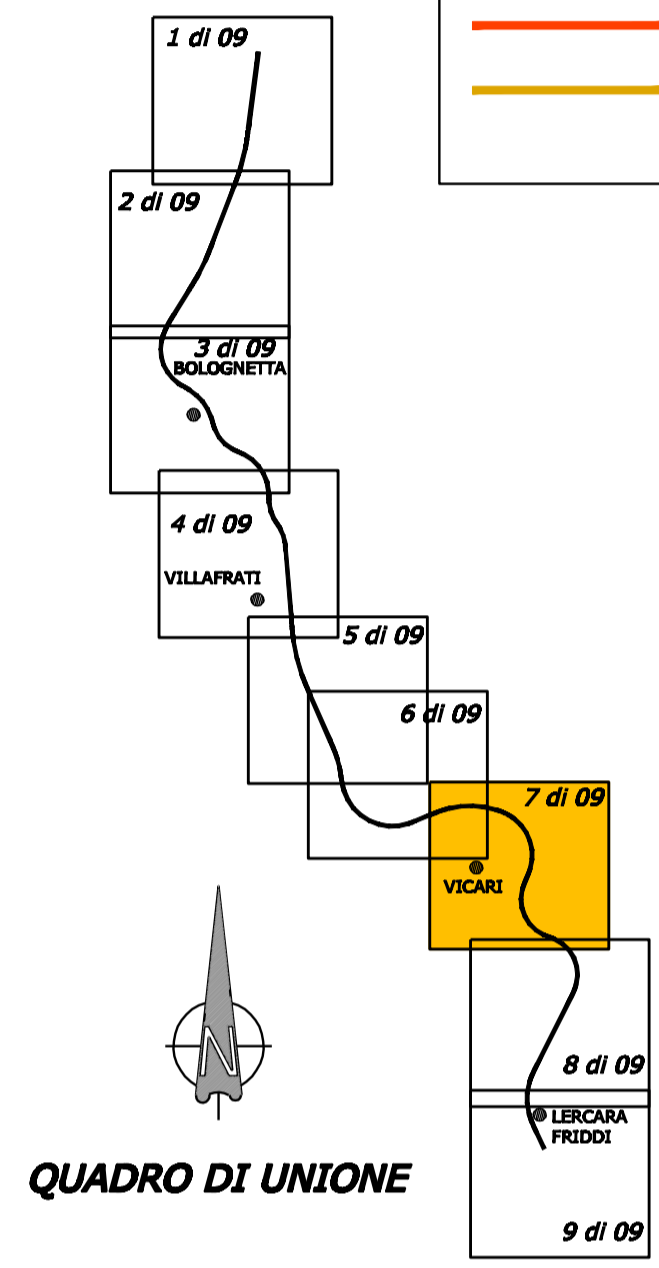 1 di 09
2 di 09
3 di 09
BOLOGNETTA
4 di 09
VILLAFRATI
5 di 09
6 di 09
7 di 09
VICARI
8 di 09
LERCARA
FRIDDI
9 di 09
N
QUADRO DI UNIONE